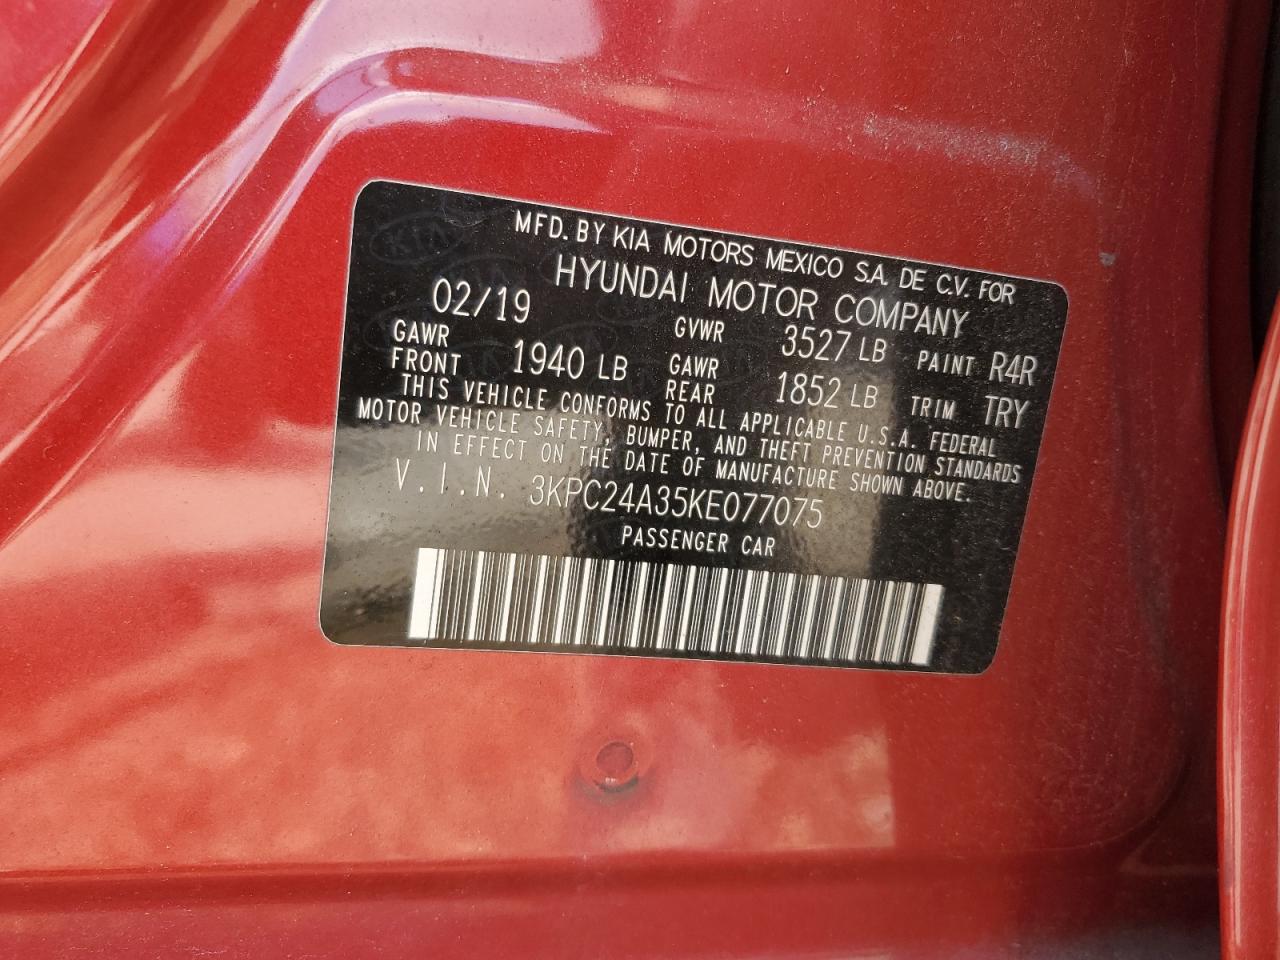 MFD. BY KIA MOTORS MEXICO S.A. DE C.V. FOR
HYUNDAI MOTOR COMPANY
02/19 GVWR 3527 LB PAINT R4R
GAWR FRONT 1940 LB GAWR REAR 1852 LB TRIM TRY
THIS VEHICLE CONFORMS TO ALL APPLICABLE U.S.A. FEDERAL
MOTOR VEHICLE SAFETY, BUMPER, AND THEFT PREVENTION STANDARDS
IN EFFECT ON THE DATE OF MANUFACTURE SHOWN ABOVE.
V.I.N. 3KPC24A35KE077075
PASSENGER CAR